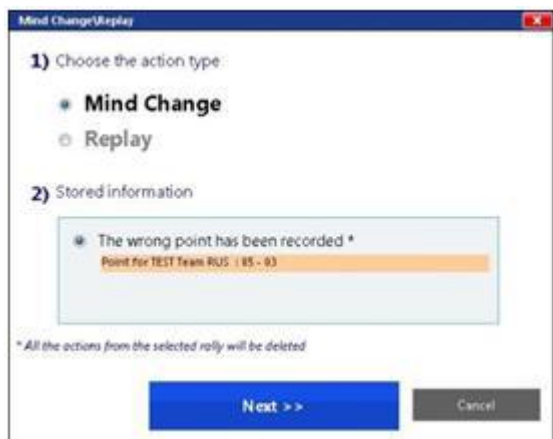 Mind Change\Replay
1) Choose the action type
Mind Change
Replay
2) Stored information
The wrong point has been recorded *
Point for TEST Team RUS : 05 - 03
* All the actions from the selected rally will be deleted
Next >>
Cancel